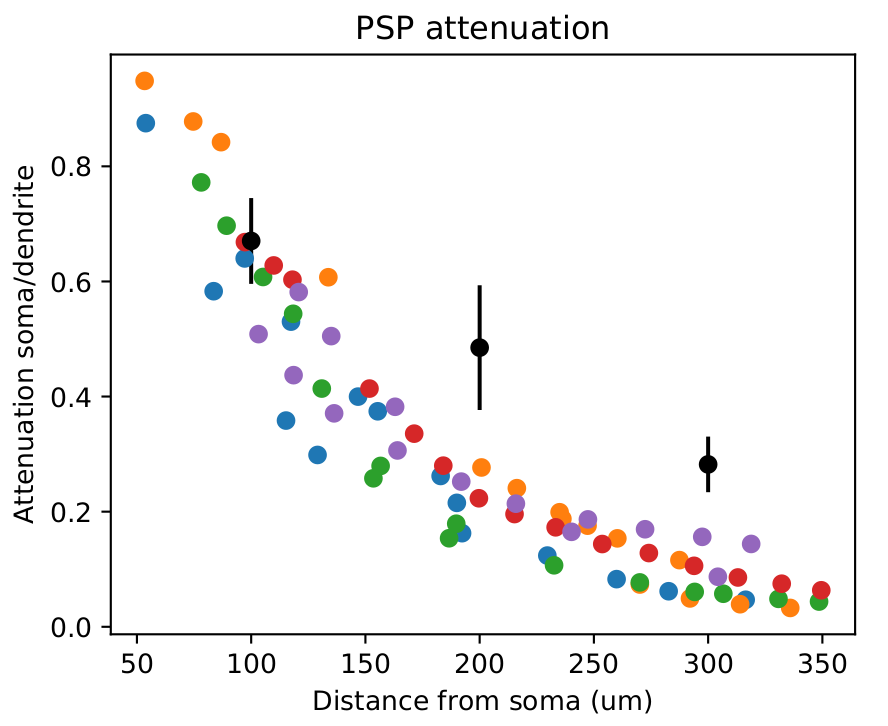 PSP attenuation
Attenuation soma/dendrite
0.8
0.6
0.4
0.2
0.0
50 100 150 200 250 300 350
Distance from soma (um)